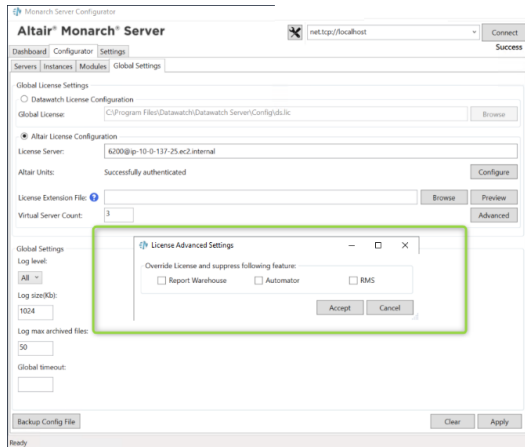 Monarch Server Configurator
Altair® Monarch® Server
net.tcp://localhost
Connect
Success
Dashboard Configurator Settings
Servers Instances Modules Global Settings
Global License Settings
Datawatch License Configuration
Global License: C:\Program Files\Datawatch\Datawatch Server\Config\ds.lic Browse
Altair License Configuration
License Server: 6200@ip-10-0-137-25.ec2.internal
Altair Units: Successfully authenticated Configure
License Extension File: ? Browse Preview
Virtual Server Count: 3 Advanced
License Advanced Settings
Override License and suppress following feature:
Report Warehouse Automator RMS
Accept Cancel
Global Settings
Log level:
All
Log size(Kb):
1024
Log max archived files:
50
Global timeout:
Backup Config File Clear Apply
Ready